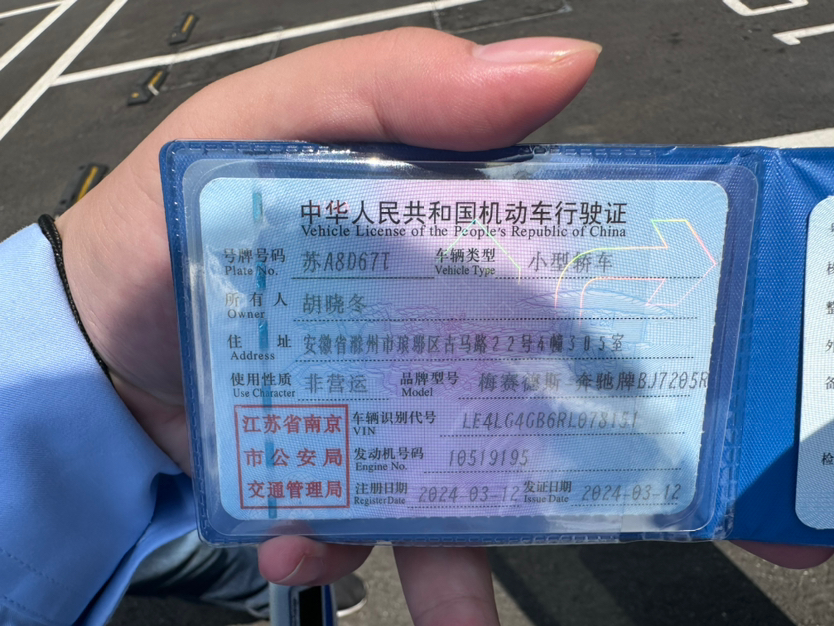 中华人民共和国机动车行驶证
Vehicle License of the People's Republic of China
号牌号码 苏A8D67T 车辆类型 小型轿车
Plate No. Vehicle Type
所有人 胡晓冬
Owner
住址 安徽省滁州市琅琊区古马路22号4幢305室
Address
使用性质 非营运 品牌型号 梅赛德斯-奔驰牌BJ7205R
Use Character Model
江苏省南京
市公安局
交通管理局
车辆识别代号 LE4LG4GB6RL078151
VIN
发动机号码 10519195
Engine No.
注册日期 2024-03-12 发证日期 2024-03-12
Register Date Issue Date